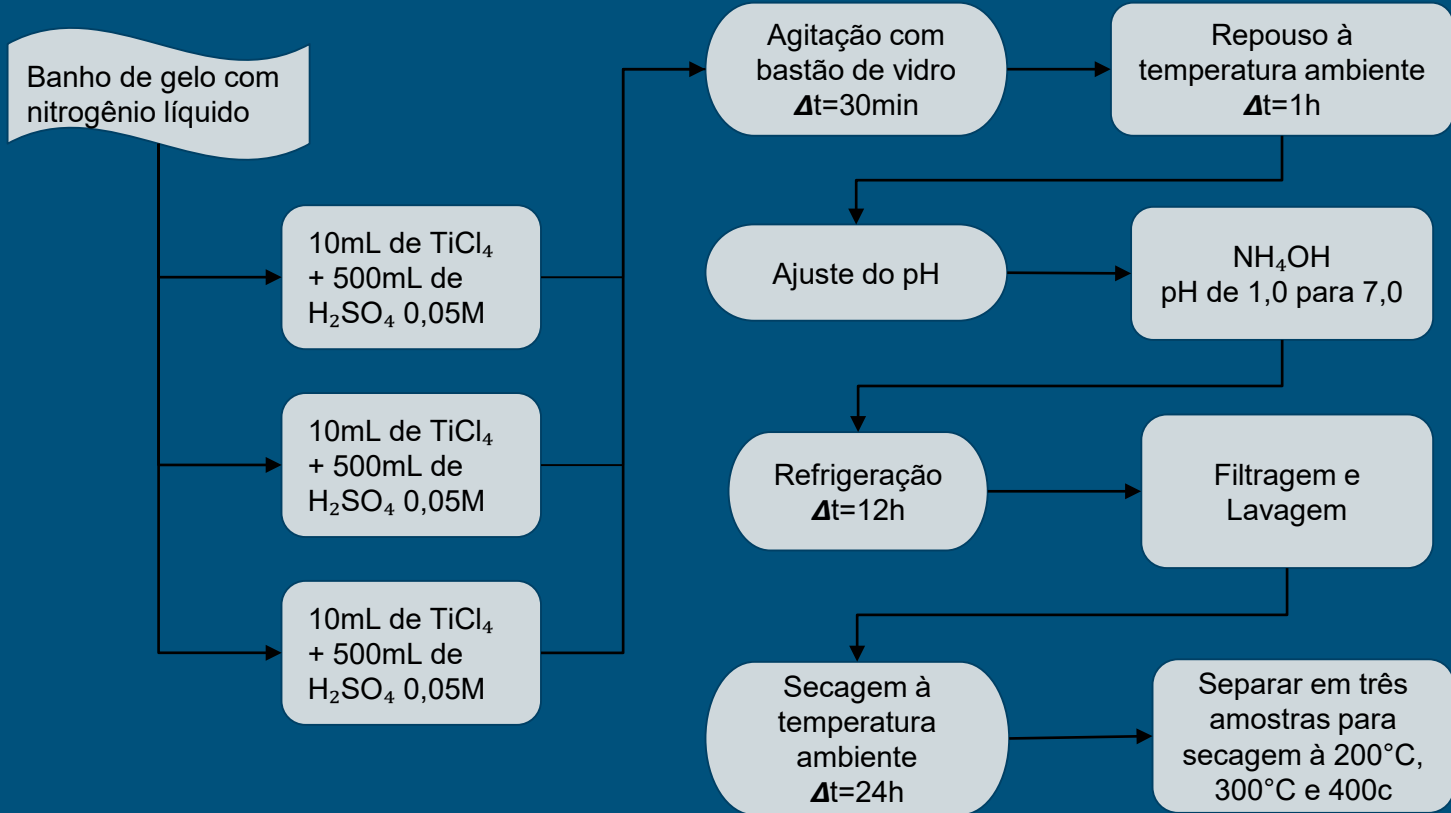 Banho de gelo com
nitrogênio líquido
10mL de TiCl₄
+ 500mL de
H₂SO₄ 0,05M
10mL de TiCl₄
+ 500mL de
H₂SO₄ 0,05M
10mL de TiCl₄
+ 500mL de
H₂SO₄ 0,05M
Agitação com
bastão de vidro
Δt=30min
Repouso à
temperatura ambiente
Δt=1h
Ajuste do pH
NH₄OH
pH de 1,0 para 7,0
Refrigeração
Δt=12h
Filtragem e
Lavagem
Secagem à
temperatura
ambiente
Δt=24h
Separar em três
amostras para
secagem à 200°C,
300°C e 400c